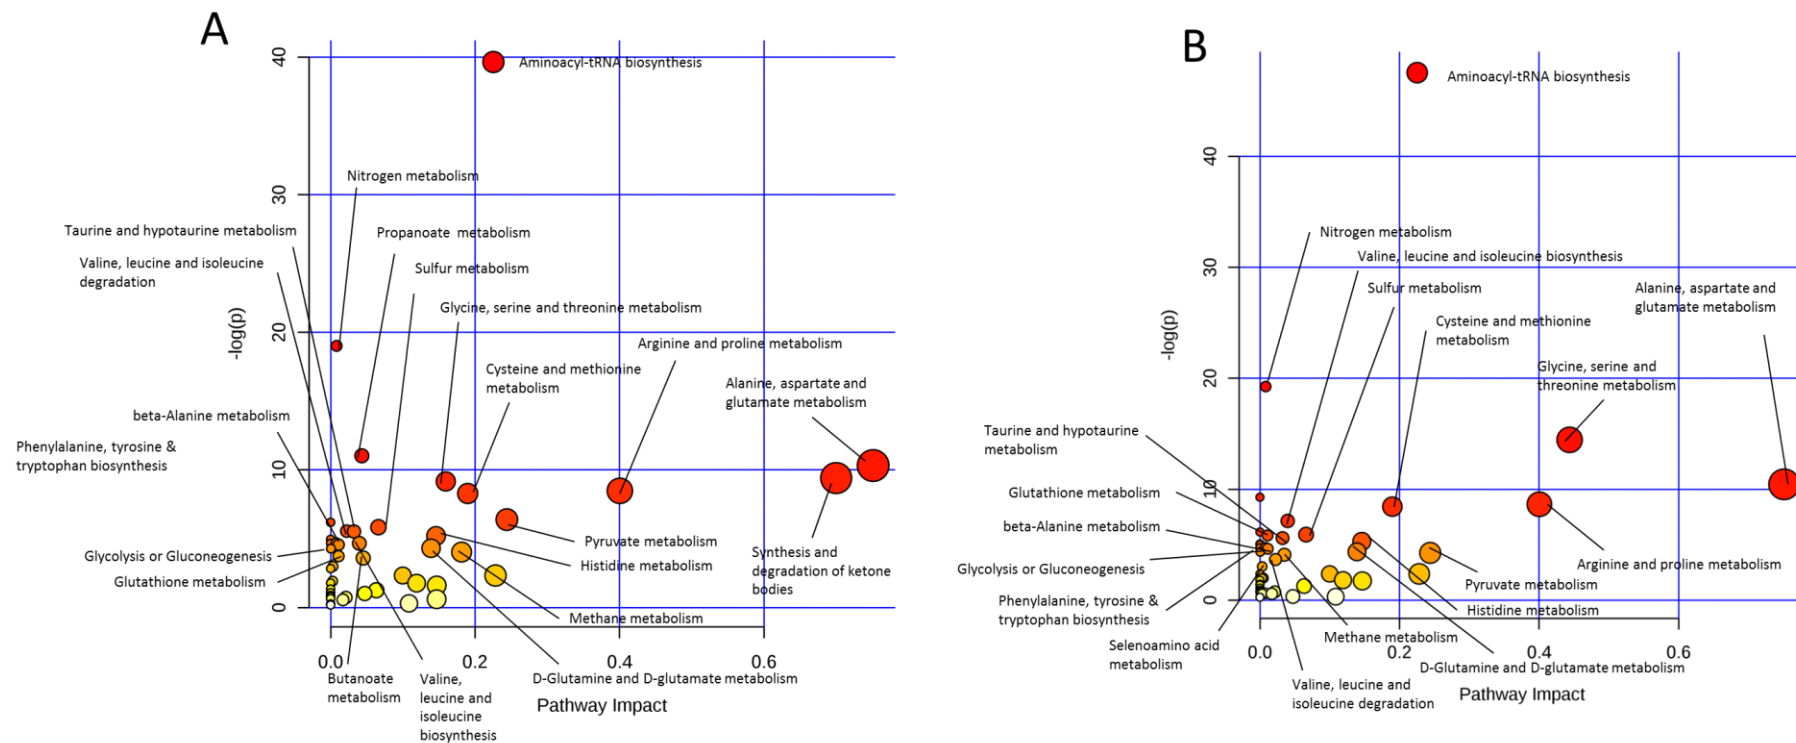 A
40
Aminoacyl-tRNA biosynthesis
30
Nitrogen metabolism
Taurine and hypotaurine metabolism
Propanoate metabolism
Valine, leucine and isoleucine
degradation
Sulfur metabolism
Glycine, serine and threonine metabolism
20
-log(p)
Arginine and proline metabolism
Cysteine and methionine
metabolism
Alanine, aspartate and
glutamate metabolism
beta-Alanine metabolism
Phenylalanine, tyrosine &
tryptophan biosynthesis
10
Pyruvate metabolism
Glycolysis or Gluconeogenesis
Histidine metabolism
Synthesis and
degradation of ketone
bodies
Glutathione metabolism
0
Methane metabolism
0.0
0.2
0.4
0.6
Butanoate
metabolism
Valine,
leucine and
isoleucine
biosynthesis
D-Glutamine and D-glutamate metabolism
Pathway Impact
B
Aminoacyl-tRNA biosynthesis
40
Nitrogen metabolism
Valine, leucine and isoleucine biosynthesis
30
Sulfur metabolism
Alanine, aspartate and
glutamate metabolism
Cysteine and methionine
metabolism
-log(p)
Glycine, serine and
threonine metabolism
20
Taurine and hypotaurine
metabolism
Glutathione metabolism
10
beta-Alanine metabolism
Glycolysis or Gluconeogenesis
Arginine and proline metabolism
Pyruvate metabolism
Phenylalanine, tyrosine &
tryptophan biosynthesis
0
Histidine metabolism
Selenoamino acid
metabolism
Methane metabolism
0.0
0.2
0.4
0.6
D-Glutamine and D-glutamate metabolism
Valine, leucine and
isoleucine degradation
Pathway Impact